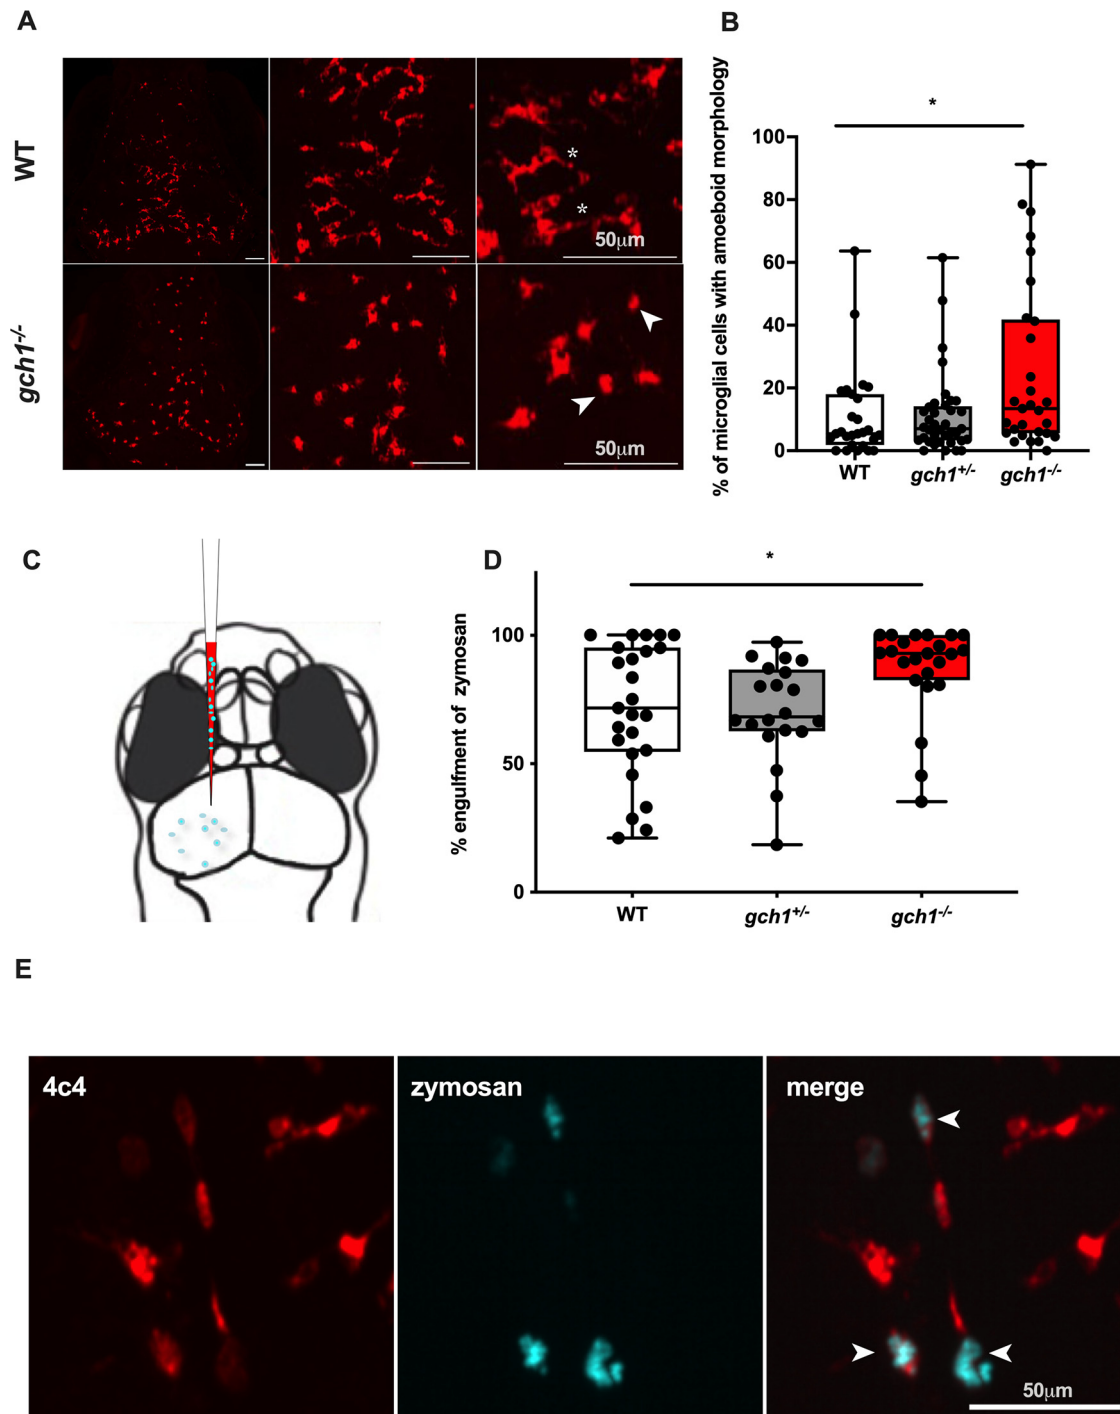 A
WT
*
*
50μm
gch1-/-
50μm
B
% of microglial cells with amoeboid morphology
*
100
80
60
40
20
0
WT
gch1+/-
gch1-/-
C
D
% engulfment of zymosan
*
100
50
0
WT
gch1+/-
gch1-/-
E
4c4
zymosan
merge
50μm